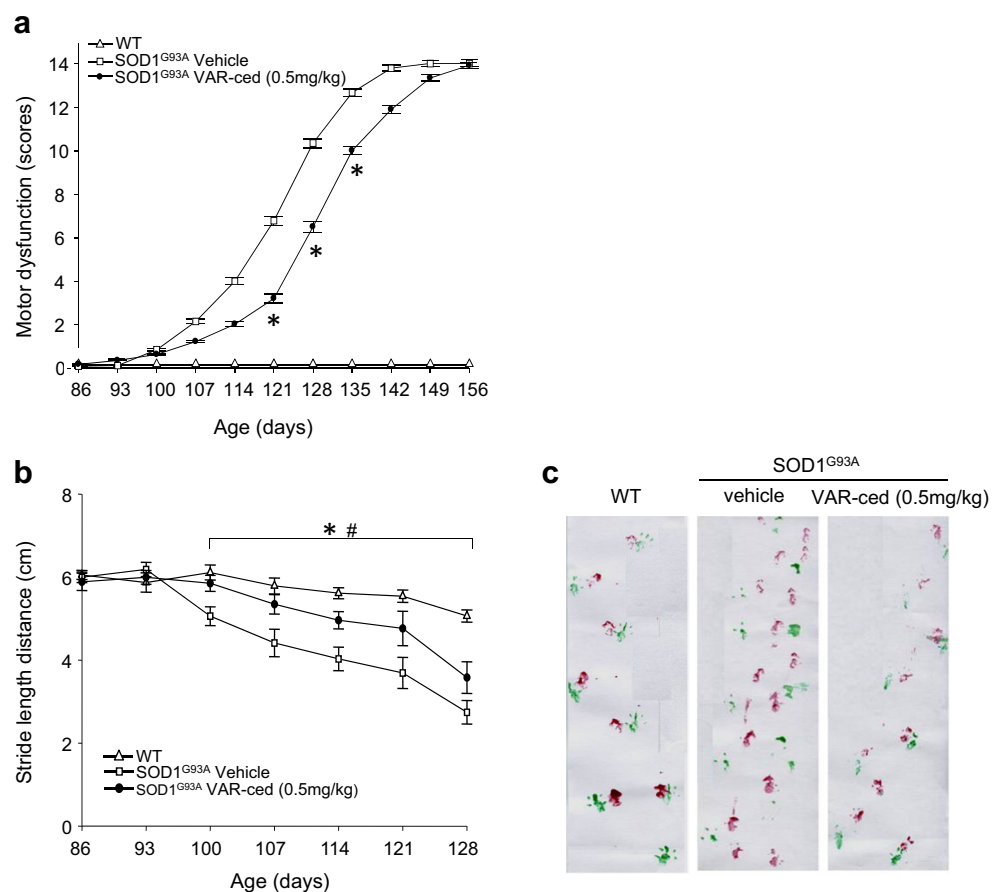 a
WT
SOD1G93A Vehicle
SOD1G93A VAR-ced (0.5mg/kg)
Motor dysfunction (scores)
14
12
10
8
6
4
2
0
*
*
*
86 93 100 107 114 121 128 135 142 149 156
Age (days)
b
Stride length distance (cm)
8
6
4
2
0
* #
WT
SOD1G93A Vehicle
SOD1G93A VAR-ced (0.5mg/kg)
86 93 100 107 114 121 128
Age (days)
c
SOD1G93A
WT vehicle VAR-ced (0.5mg/kg)